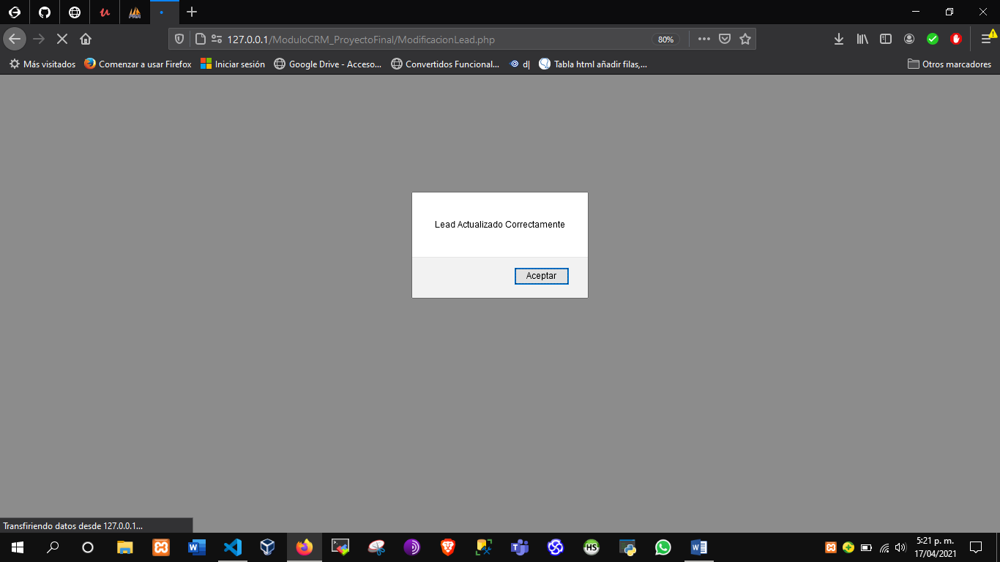 127.0.0.1/ModuloCRM_ProyectoFinal/ModificacionLead.php
80%
Más visitados
Comenzar a usar Firefox
Iniciar sesión
Google Drive - Acceso...
Convertidos Funcional...
d|
Tabla html añadir filas,...
Otros marcadores
Lead Actualizado Correctamente
Aceptar
Transfiriendo datos desde 127.0.0.1...
HS
5:21 p. m.
17/04/2021